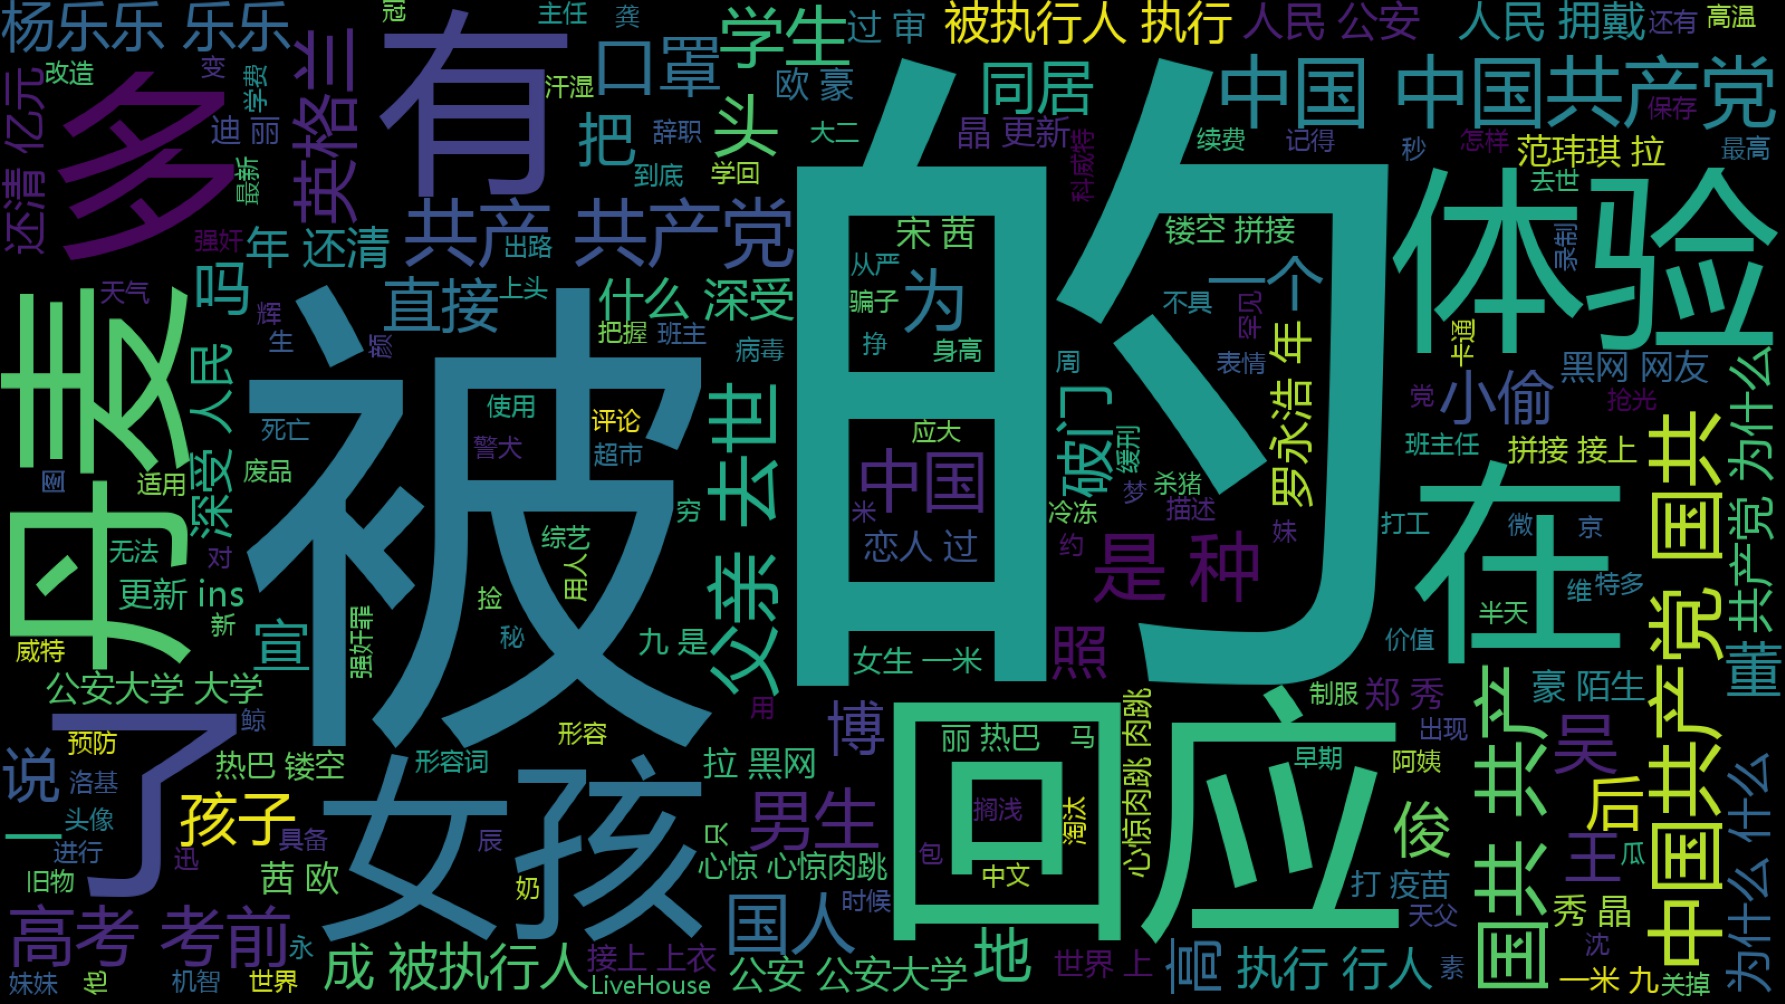 杨乐乐 乐乐
冠
主任
龚
学生
过 审
被执行人 执行
人民 公安
人民 拥戴
还有
高温
改造
变
学费
有
口罩
汗湿
欧 豪
同居
中国
中国共产党
保存
多
英格兰
还清 亿元
迪 丽
最新
把
辞职
头
大二
晶 更新
科威特
续费
记得
秒
怎样
范玮琪 拉
最高
到底
学回
的
体验
去世
强奸
年 还清
共产 共产党
出路
宋 茜
镂空 拼接
录制
天气
吗
直接
上头
什么 深受
从严
为
一个
骗子
不具
罕见
麦
辉
生
颜
把握
班主
病毒
挣
身高
周
表情
罗永浩 年
卡通
黑网 网友
为什么
深受 人民
被
去世
使用
评论
警犬
超市
应大
破门
缓刑
党
小偷
抢光
死亡
废品
适用
图
中国
梦
杀猪
班主任
拼接 接上
国共
丹
无法
对
穷
米
冷冻
描述
在
打工
微
京
综艺
用人
恋人 过
约
是 种
妹
共产党
更新 ins
新
捡
父亲
维
特多
半天
党
威特
宣
强奸罪
秘
九 是
女生 一米
照
价值
董
公安大学 大学
用
制服
郑 秀
豪 陌生
了
鲸
形容
博
回应
心惊肉跳 肉跳
出现
吴
共产
中国共产
说
预防
洛基
热巴 镂空
形容词
拉 黑网
丽 热巴
马
早期
阿姨
后
为什么 什么
一
头像
孩子
女孩
男生
搁浅
淘汰
俊
进行
具备
辰
只
包
王
瓜
旧物
迅
茜 欧
奶
心惊 心惊肉跳
中文
打 疫苗
国共
秀 晶
高考 考前
永
国人
时候
天父
沈
妹妹
他
机智
世界
成 被执行人
接上 上衣
LiveHouse
公安 公安大学
地
世界 上
高
执行 行人
素
一米 九
关掉